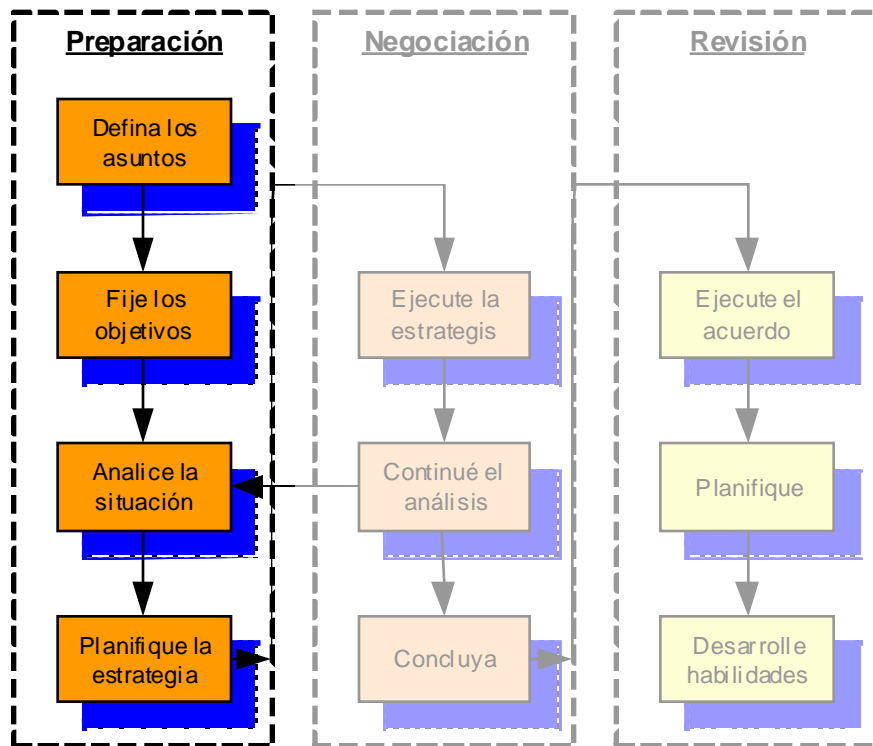 Preparación
Defina los
asuntos
Fije los
objetivos
Analice la
situación
Planifique la
estrategia
Negociación
Ejecute la
estrategis
Continué el
análisis
Concluya
Revisión
Ejecute el
acuerdo
Planifique
Desarrolle
habilidades